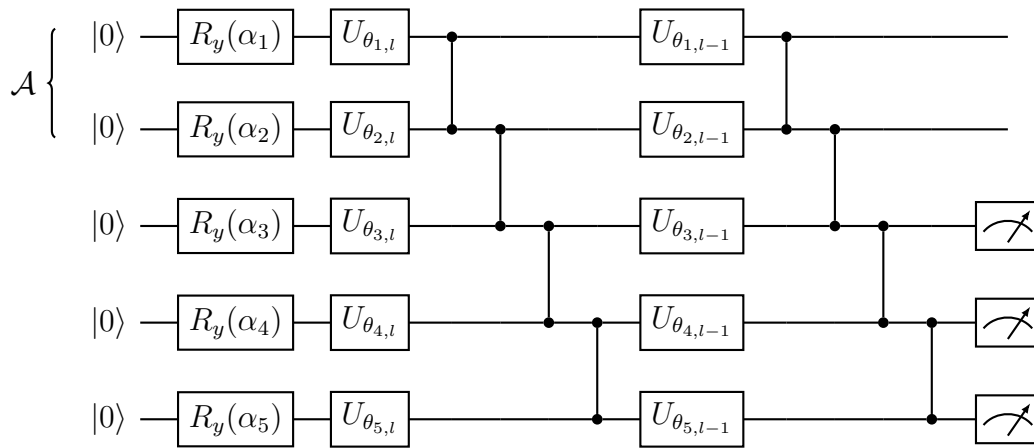 |0⟩ R_y(α_1) U_{θ_{1,l}} U_{θ_{1,l−1}}
𝒜
|0⟩ R_y(α_2) U_{θ_{2,l}} U_{θ_{2,l−1}}
|0⟩ R_y(α_3) U_{θ_{3,l}} U_{θ_{3,l−1}}
|0⟩ R_y(α_4) U_{θ_{4,l}} U_{θ_{4,l−1}}
|0⟩ R_y(α_5) U_{θ_{5,l}} U_{θ_{5,l−1}}